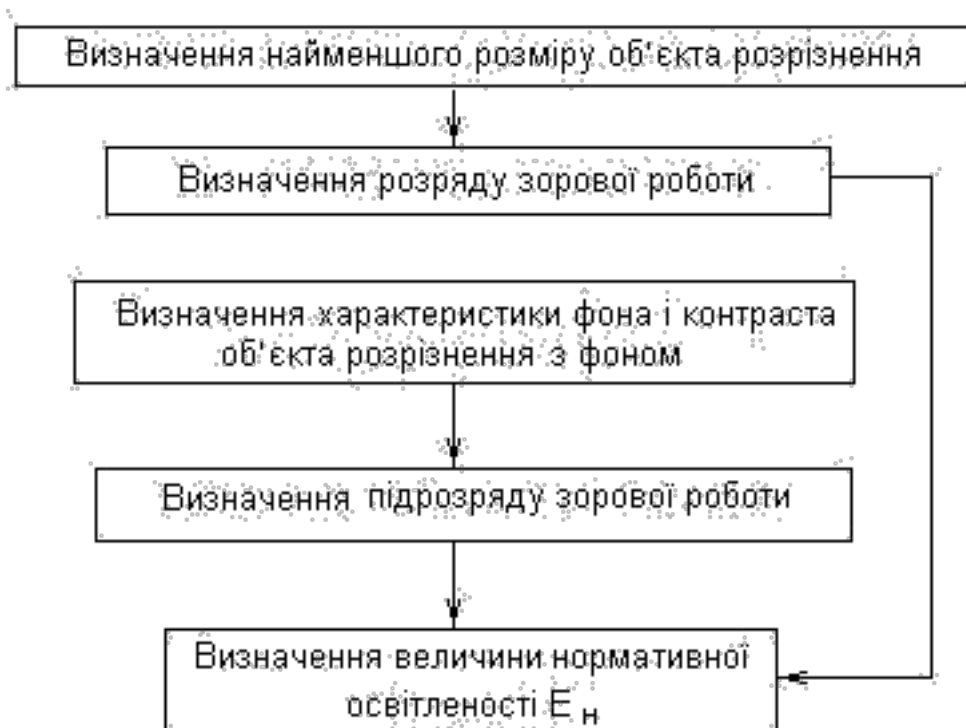 Визначення найменшого розміру об'єкта розрізнення
Визначення розряду зорової роботи
Визначення характеристики фона і контраста
об'єкта розрізнення з фоном
Визначення підрозряду зорової роботи
Визначення величини нормативної
освітленості Е н